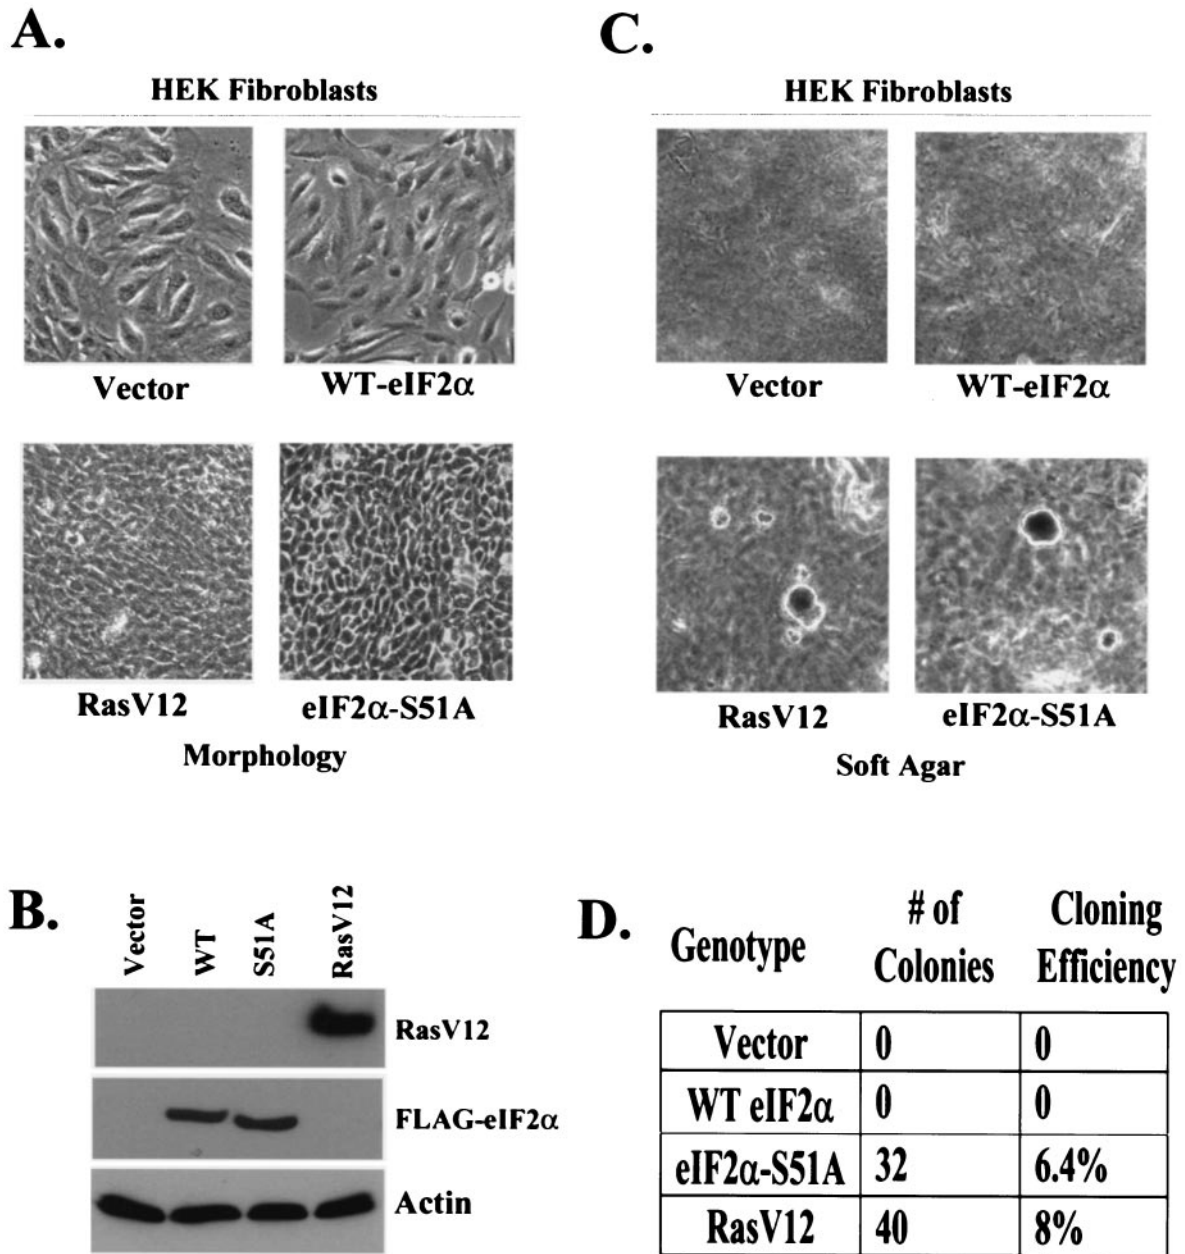 A.
HEK Fibroblasts
Vector
WT-eIF2α
RasV12
eIF2α-S51A
Morphology
C.
HEK Fibroblasts
Vector
WT-eIF2α
RasV12
eIF2α-S51A
Soft Agar
B.
Vector
WT
S51A
RasV12
RasV12
FLAG-eIF2α
Actin
D.
Genotype
# of Colonies
Cloning Efficiency
Vector 0 0
WT eIF2α 0 0
eIF2α-S51A 32 6.4%
RasV12 40 8%